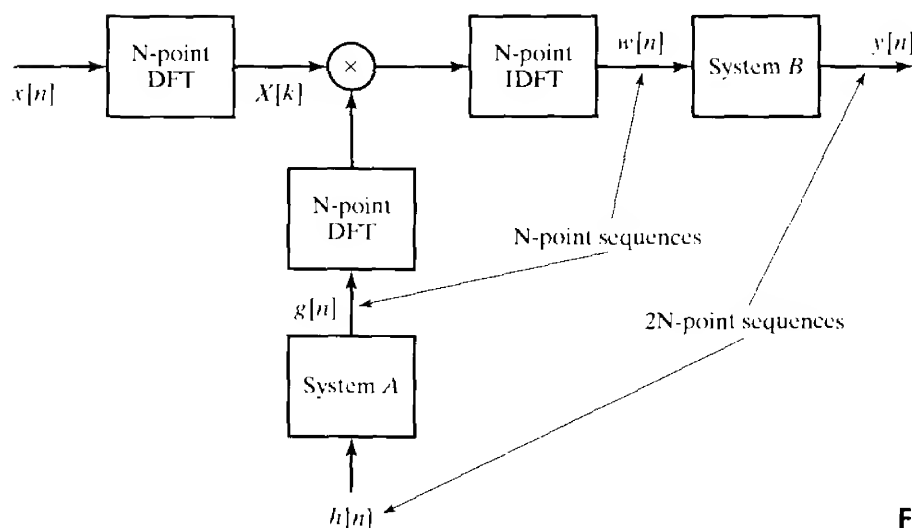 N-point
DFT
x[n]
X[k]
×
N-point
IDFT
w[n]
System B
y[n]
N-point
DFT
N-point sequences
g[n]
2N-point sequences
System A
h[n]
F